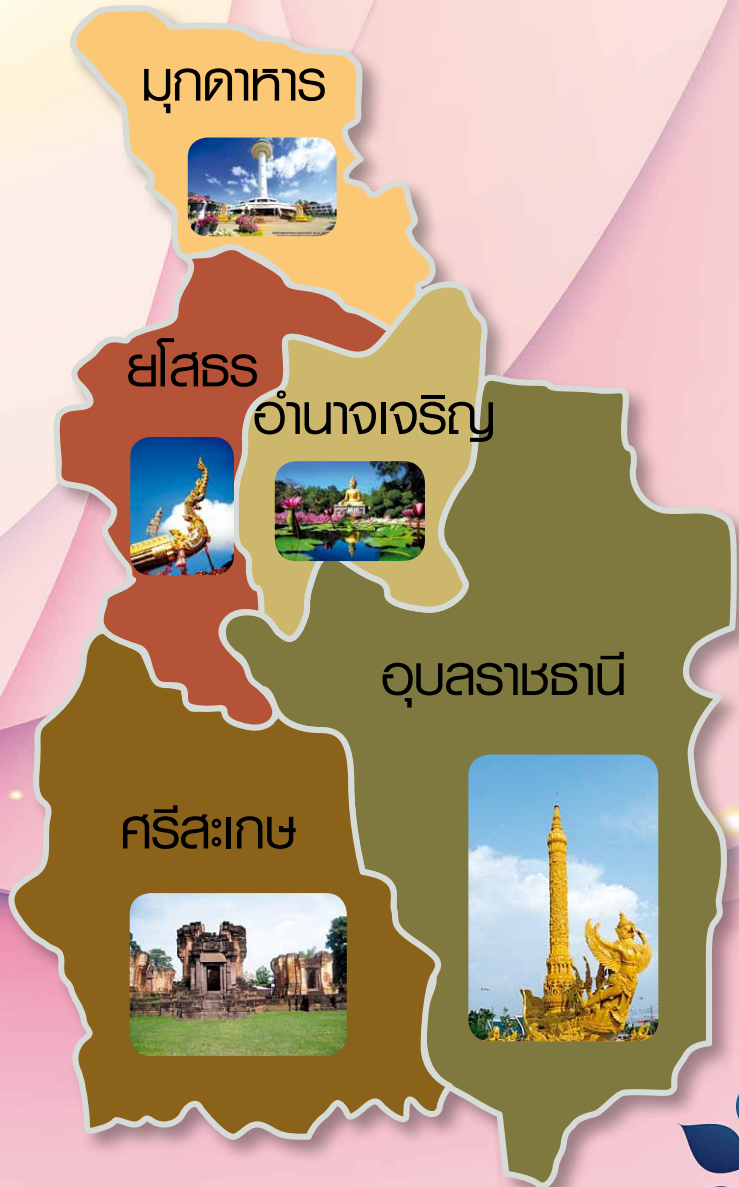 มุกดาหาร
ยโสธร
อำนาจเจริญ
อุบลราชธานี
ศรีสะเกษ